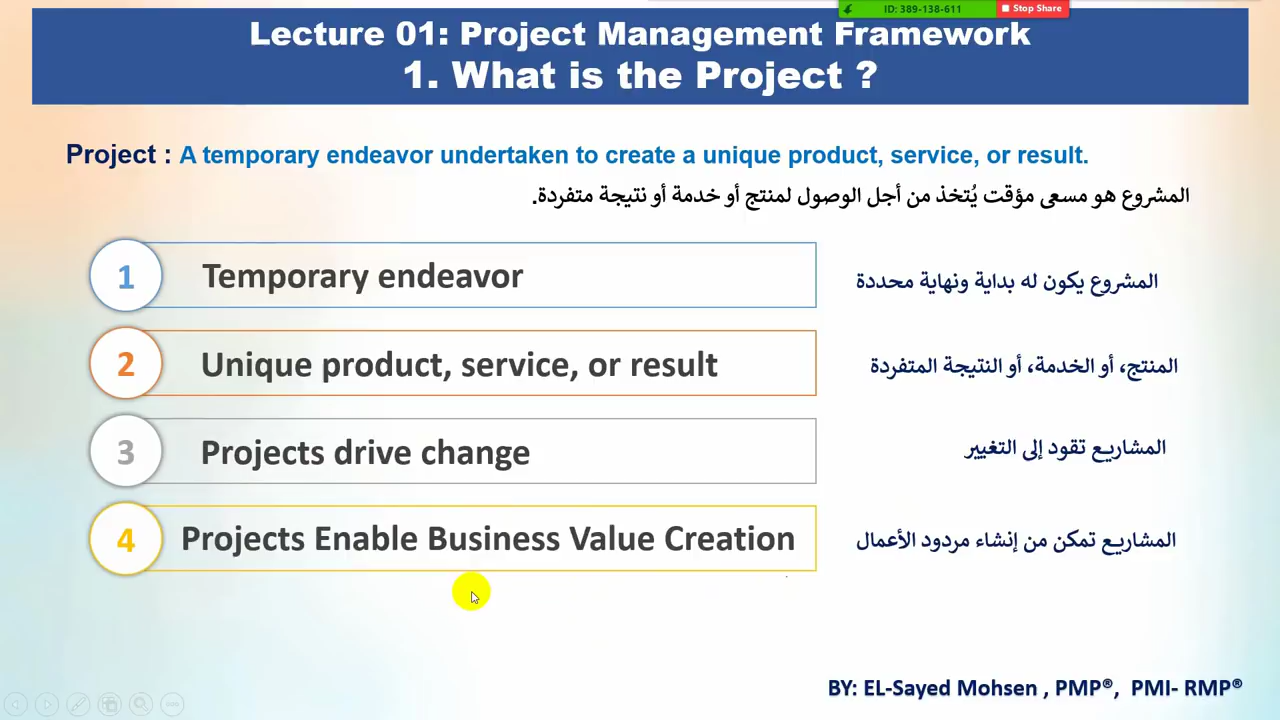 ID: 389-138-611
Stop Share
Lecture 01: Project Management Framework
1. What is the Project ?
Project : A temporary endeavor undertaken to create a unique product, service, or result.
المشروع هو مسعى مؤقت يُتخذ من أجل الوصول لمنتج أو خدمة أو نتيجة متفردة.
1 Temporary endeavor المشروع يكون له بداية ونهاية محددة
2 Unique product, service, or result المنتج، أو الخدمة، أو النتيجة المتفردة
3 Projects drive change المشاريع تقود إلى التغيير
4 Projects Enable Business Value Creation المشاريع تمكن من إنشاء مردود الأعمال
BY: EL-Sayed Mohsen , PMP®, PMI- RMP®